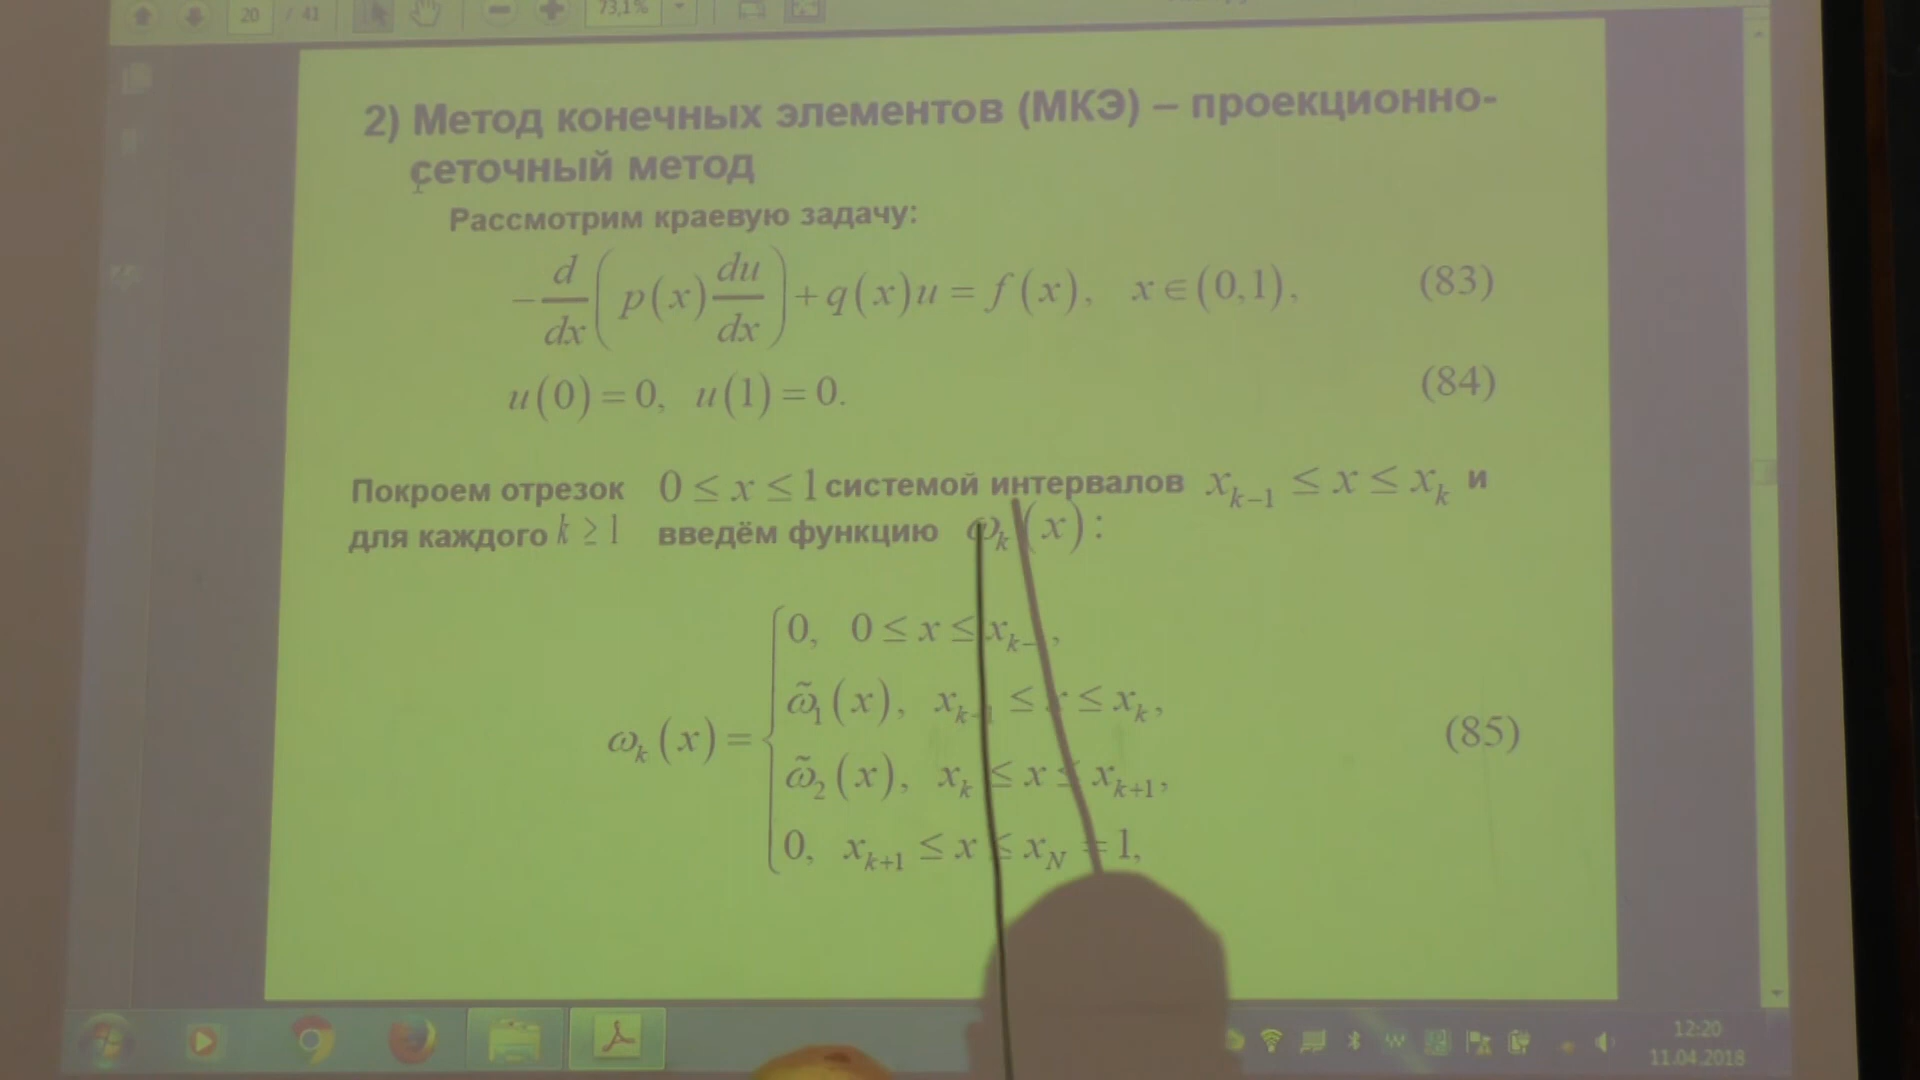 20 / 41
73,1%
2) Метод конечных элементов (МКЭ) – проекционно-
сеточный метод
Рассмотрим краевую задачу:
−d/dx ( p(x) du/dx ) + q(x)u = f(x), x∈(0,1), (83)
u(0) = 0, u(1) = 0. (84)
Покроем отрезок 0 ≤ x ≤ 1 системой интервалов x_{k−1} ≤ x ≤ x_k и
для каждого k ≥ 1 введём функцию ω_k(x):
0, 0 ≤ x ≤ x_{k−},
ω̃_1(x), x_{k−1} ≤ x ≤ x_k,
ω_k(x) = (85)
ω̃_2(x), x_k ≤ x ≤ x_{k+1},
0, x_{k+1} ≤ x ≤ x_N = 1,
12:20
11.04.2018